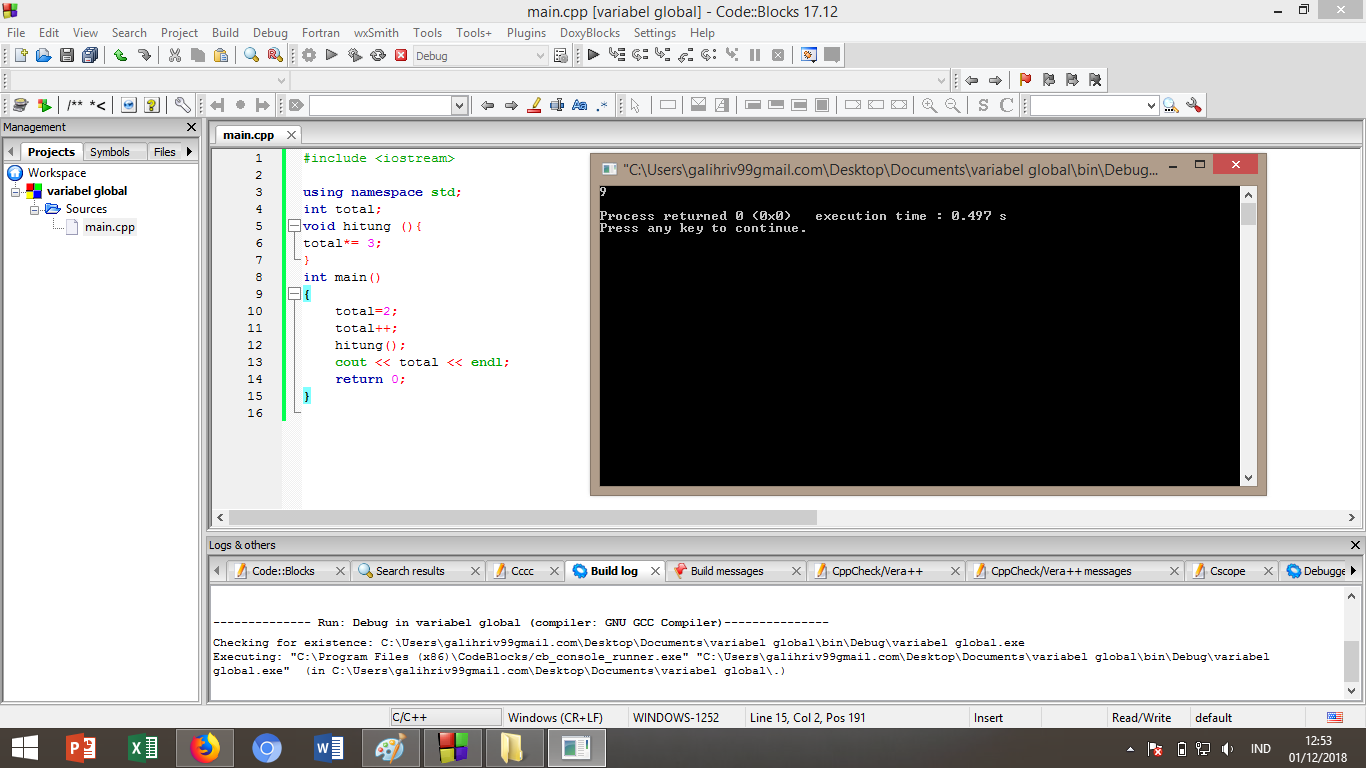 main.cpp [variabel global] - Code::Blocks 17.12
File Edit View Search Project Build Debug Fortran wxSmith Tools Tools+ Plugins DoxyBlocks Settings Help
Debug
/** *<
Aa .*
S C
Management
Projects Symbols Files
Workspace
variabel global
Sources
main.cpp
main.cpp
1 #include <iostream>
2
3 using namespace std;
4 int total;
5 void hitung (){
6 total*= 3;
7 }
8 int main()
9 {
10 total=2;
11 total++;
12 hitung();
13 cout << total << endl;
14 return 0;
15 }
16
"C:\Users\galihriv99gmail.com\Desktop\Documents\variabel global\bin\Debug...
9
Process returned 0 (0x0) execution time : 0.497 s
Press any key to continue.
Logs & others
Code::Blocks Search results Cccc Build log Build messages CppCheck/Vera++ CppCheck/Vera++ messages Cscope Debugge
-------------- Run: Debug in variabel global (compiler: GNU GCC Compiler)---------------
Checking for existence: C:\Users\galihriv99gmail.com\Desktop\Documents\variabel global\bin\Debug\variabel global.exe
Executing: "C:\Program Files (x86)\CodeBlocks/cb_console_runner.exe" "C:\Users\galihriv99gmail.com\Desktop\Documents\variabel global\bin\Debug\variabel
global.exe" (in C:\Users\galihriv99gmail.com\Desktop\Documents\variabel global\.)
C/C++ Windows (CR+LF) WINDOWS-1252 Line 15, Col 2, Pos 191 Insert Read/Write default
IND
12:53
01/12/2018